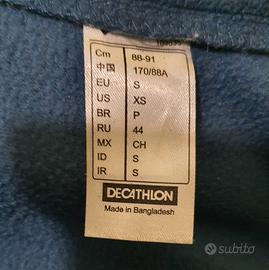 Cm 88-91
中国 170/88A
EU S
US XS
BR P
RU 44
MX CH
ID S
IR S
DECATHLON
Made in Bangladesh
subito